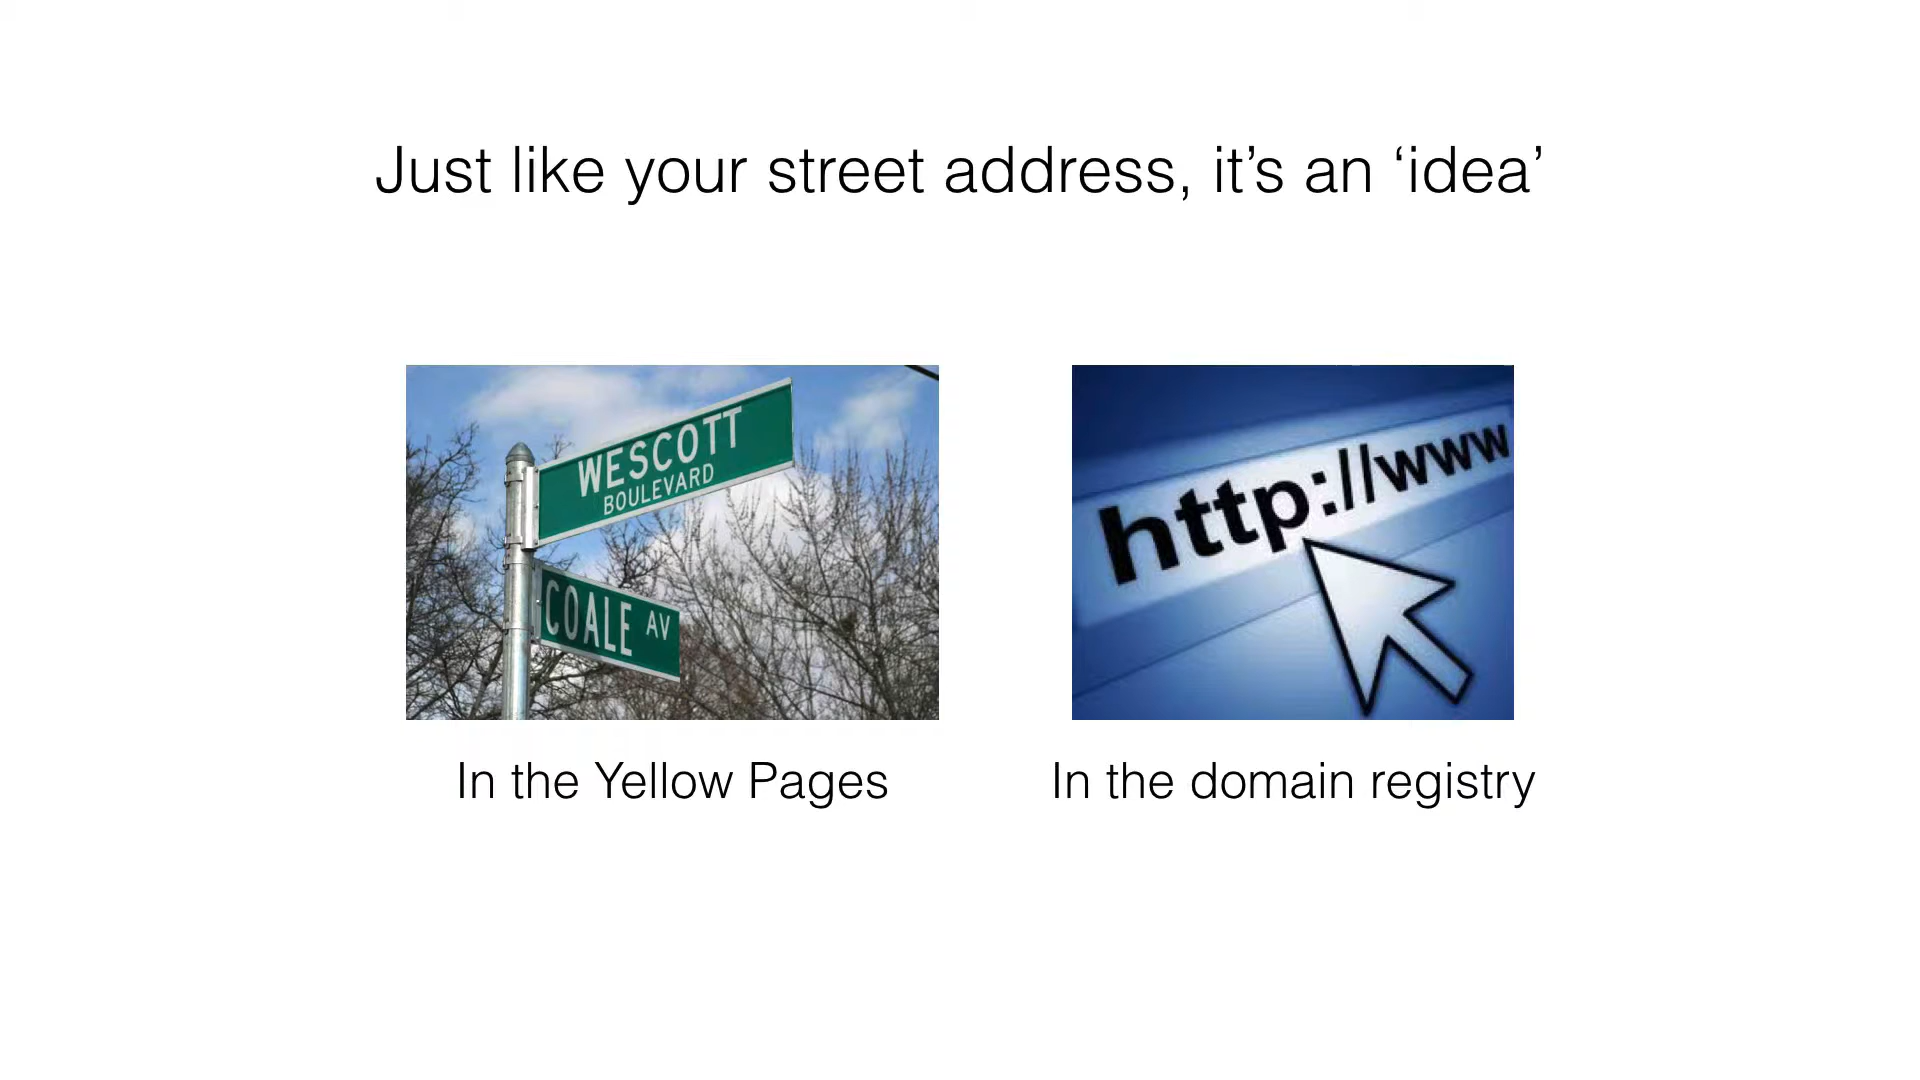 Just like your street address, it’s an ‘idea’
WESCOTT
BOULEVARD
COALE AV
http://www
In the Yellow Pages
In the domain registry